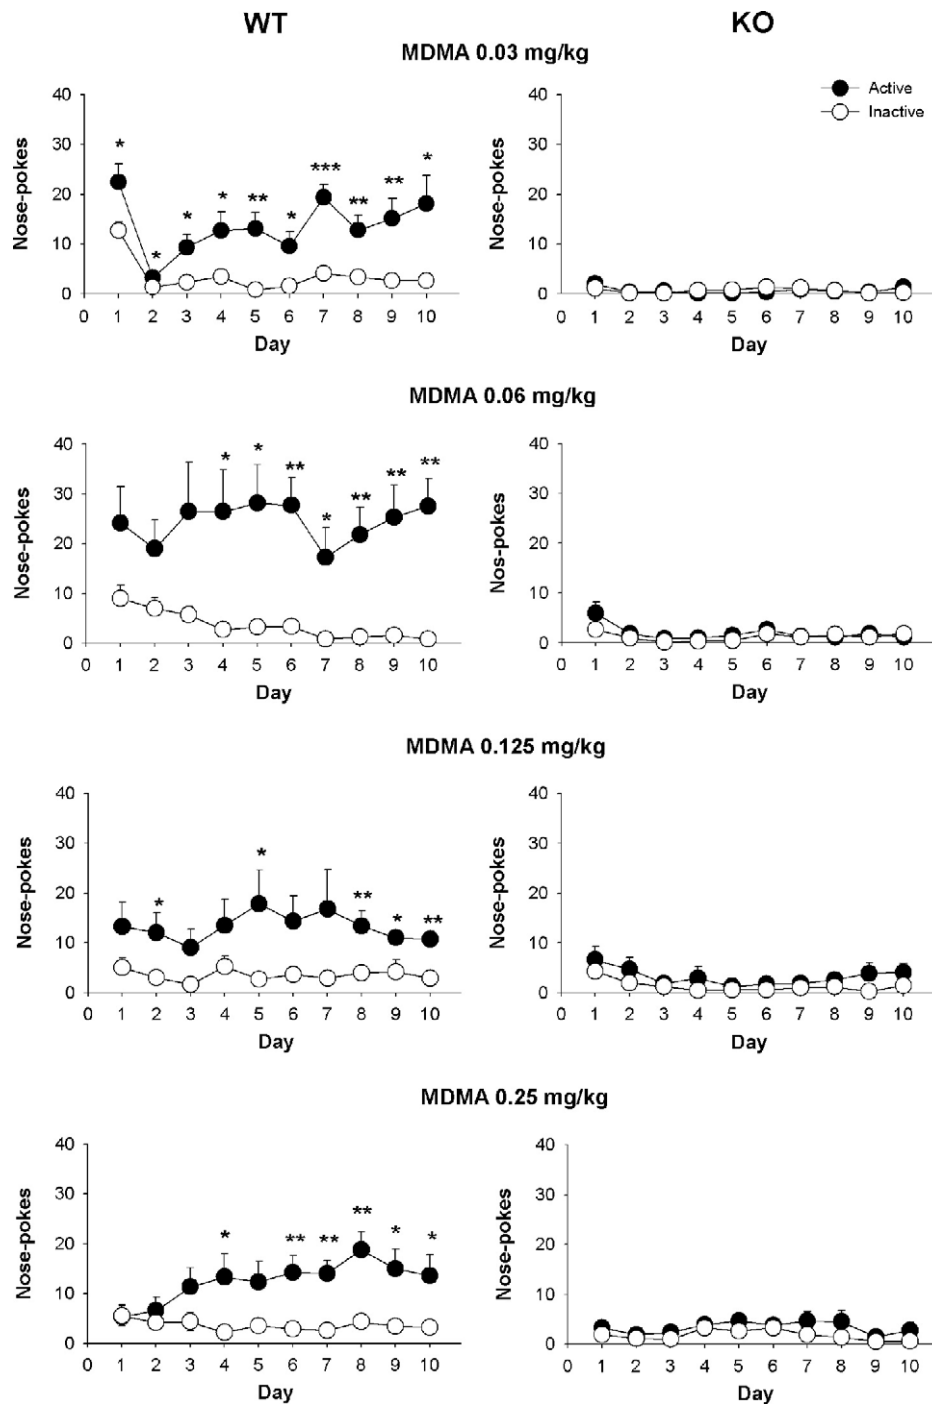 WT KO
MDMA 0.03 mg/kg
Active
Inactive
Nose-pokes
40
30
20
10
0
* * * * ** * *** ** ** *
0 1 2 3 4 5 6 7 8 9 10
Day
Nose-pokes
40
30
20
10
0
0 1 2 3 4 5 6 7 8 9 10
Day
MDMA 0.06 mg/kg
Nose-pokes
40
30
20
10
0
* * ** * ** ** **
0 1 2 3 4 5 6 7 8 9 10
Day
Nos-pokes
40
30
20
10
0
0 1 2 3 4 5 6 7 8 9 10
Day
MDMA 0.125 mg/kg
Nose-pokes
40
30
20
10
0
* * ** * **
0 1 2 3 4 5 6 7 8 9 10
Day
Nose-pokes
40
30
20
10
0
0 1 2 3 4 5 6 7 8 9 10
Day
MDMA 0.25 mg/kg
Nose-pokes
40
30
20
10
0
* ** ** ** * *
0 1 2 3 4 5 6 7 8 9 10
Day
Nose-pokes
40
30
20
10
0
0 1 2 3 4 5 6 7 8 9 10
Day